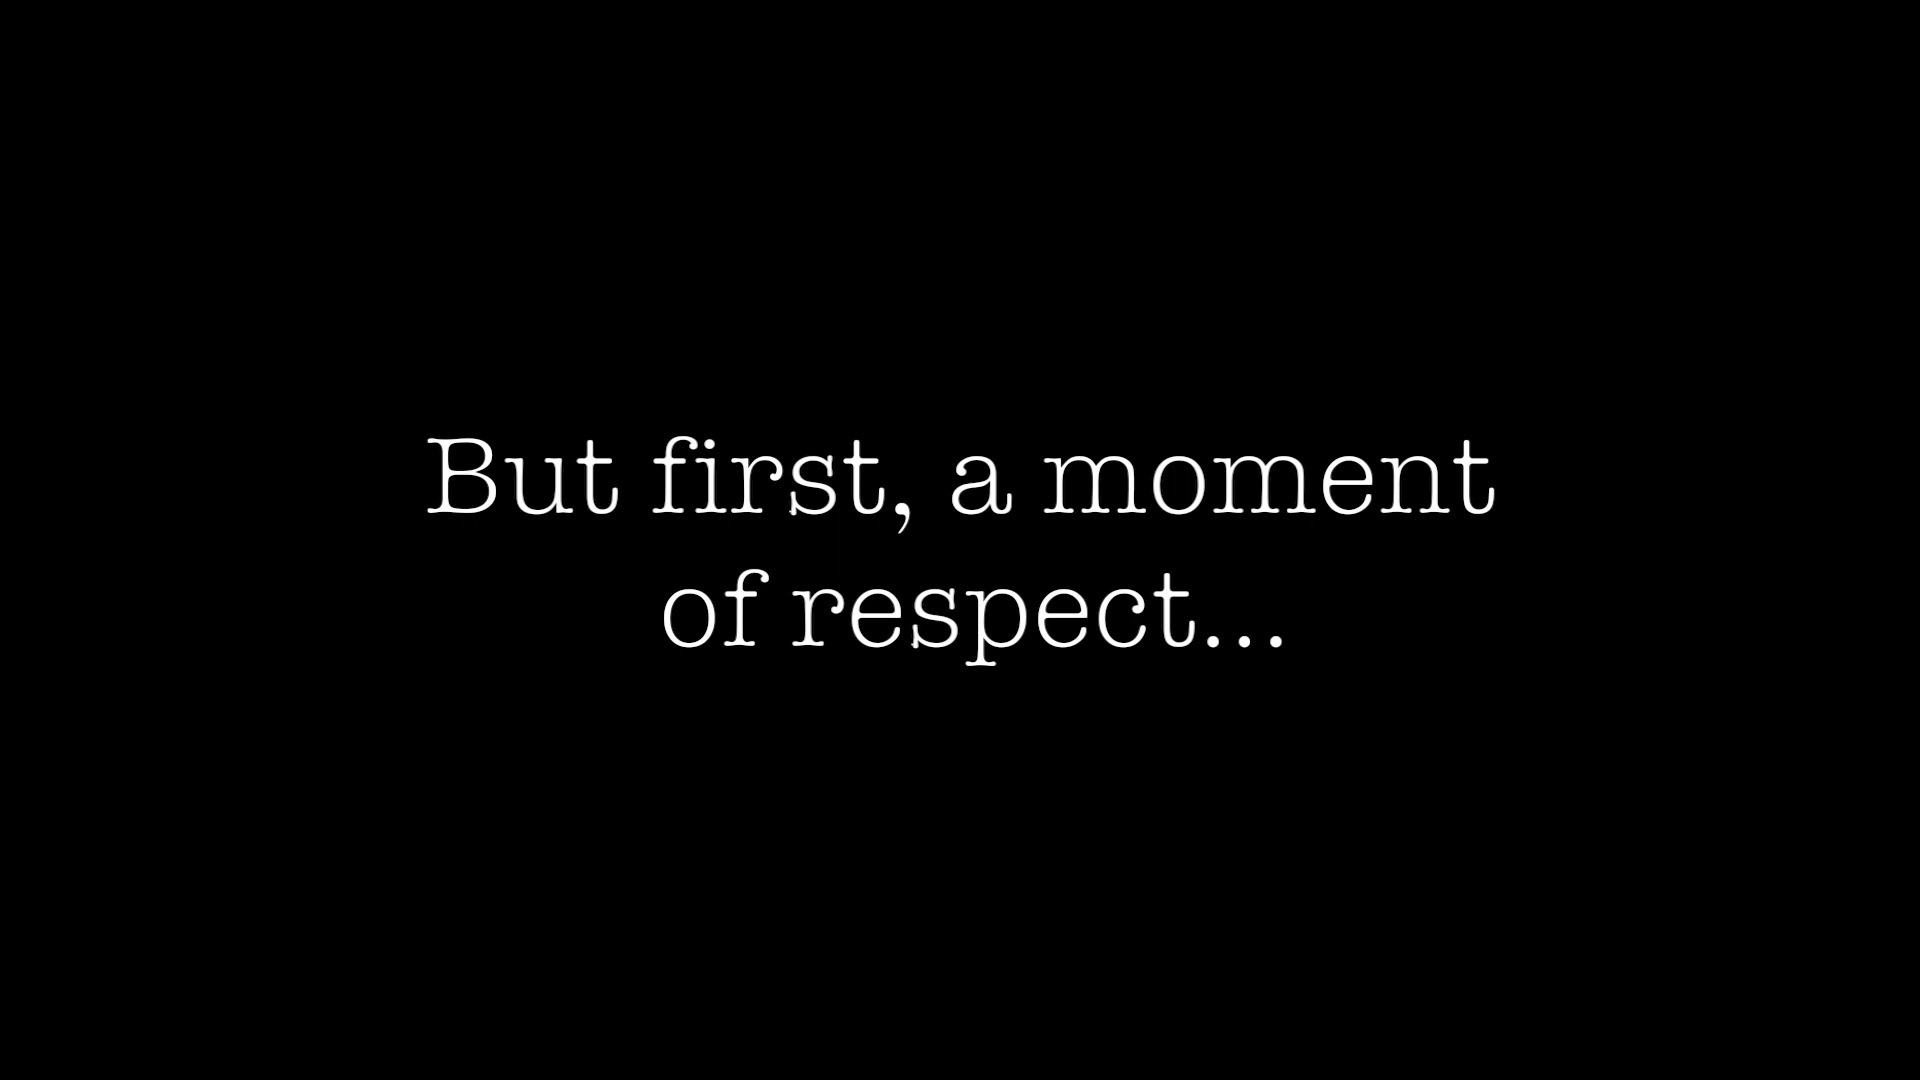 But first, a moment
of respect...